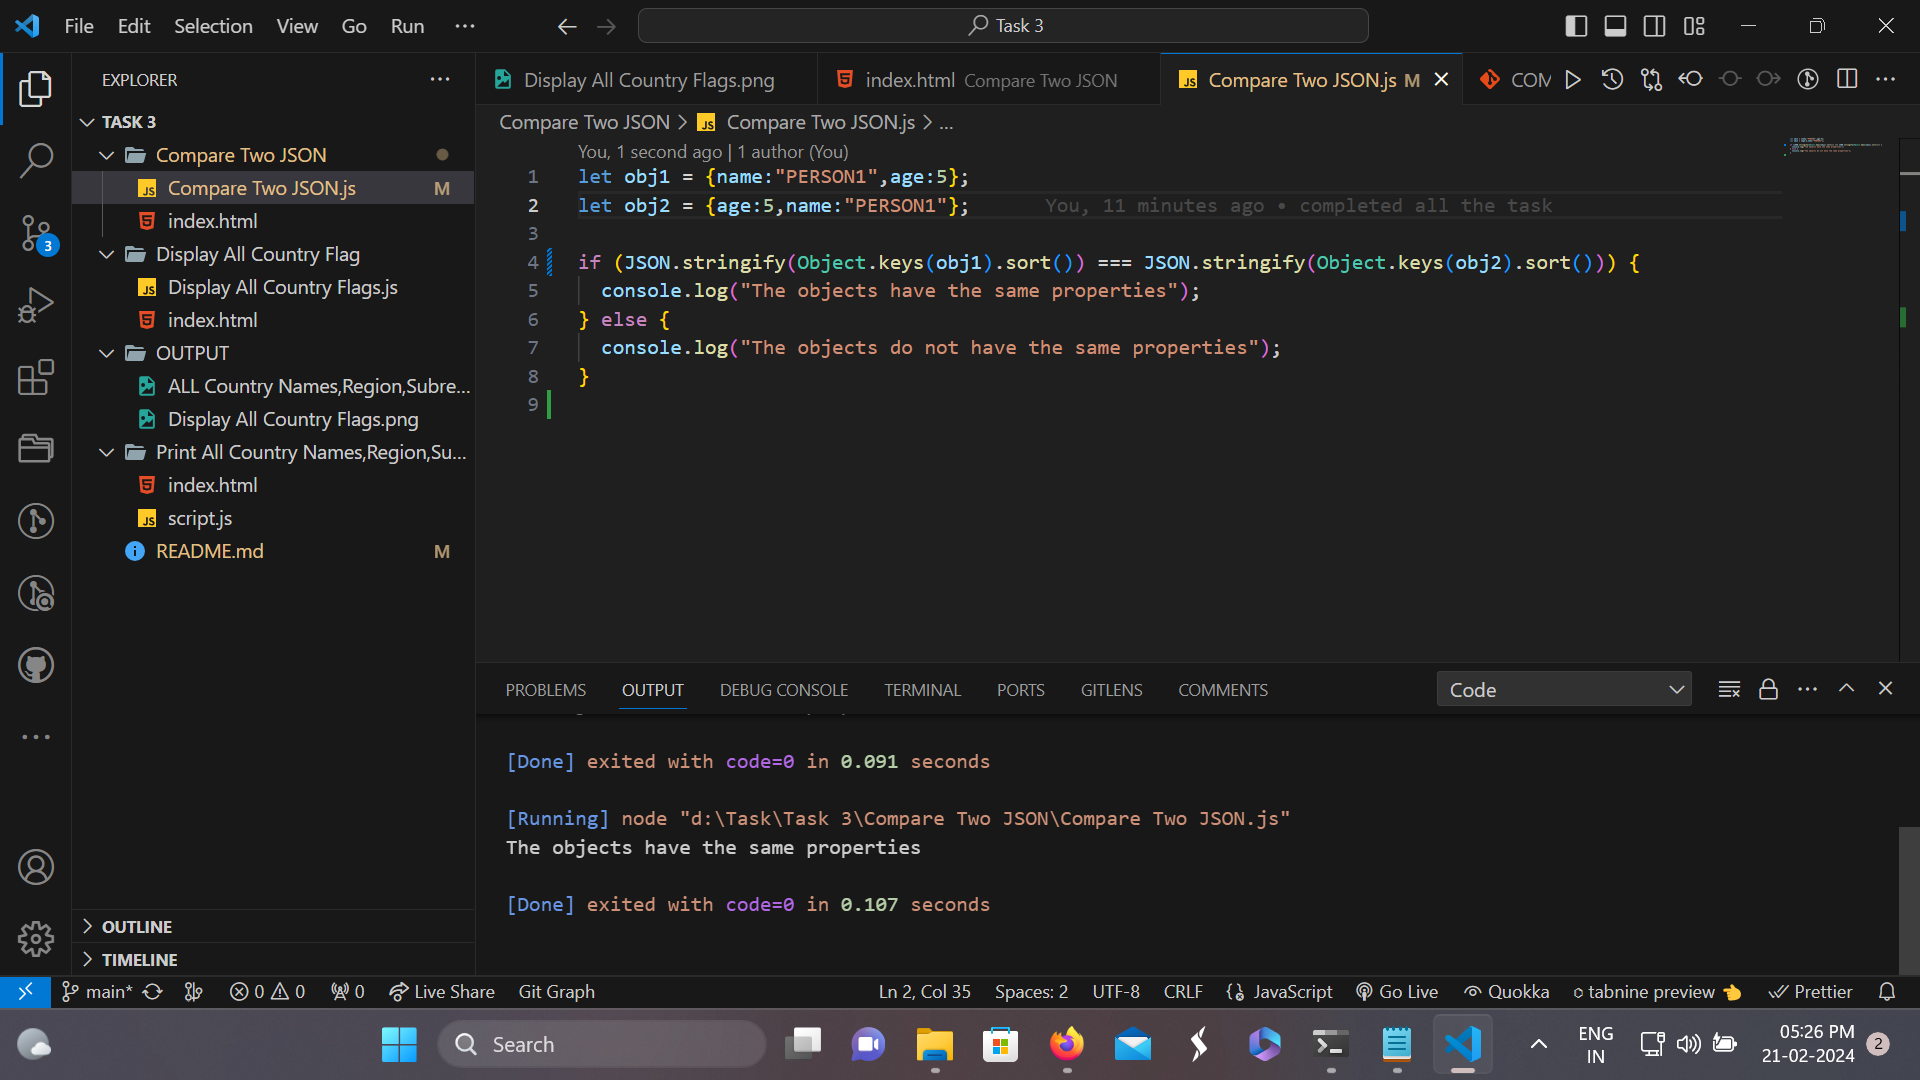 File Edit Selection View Go Run ···
Task 3
EXPLORER
TASK 3
Compare Two JSON
Compare Two JSON.js M
index.html
Display All Country Flag
Display All Country Flags.js
index.html
OUTPUT
ALL Country Names,Region,Subre...
Display All Country Flags.png
Print All Country Names,Region,Su...
index.html
script.js
README.md M
OUTLINE
TIMELINE
3
Display All Country Flags.png
index.html Compare Two JSON
Compare Two JSON.js M
COM
Compare Two JSON > JS Compare Two JSON.js > ...
You, 1 second ago | 1 author (You)
1 let obj1 = {name:"PERSON1",age:5};
2 let obj2 = {age:5,name:"PERSON1"}; You, 11 minutes ago • completed all the task
3
4 if (JSON.stringify(Object.keys(obj1).sort()) === JSON.stringify(Object.keys(obj2).sort())) {
5 console.log("The objects have the same properties");
6 } else {
7 console.log("The objects do not have the same properties");
8 }
9
PROBLEMS OUTPUT DEBUG CONSOLE TERMINAL PORTS GITLENS COMMENTS
Code
[Done] exited with code=0 in 0.091 seconds
[Running] node "d:\Task\Task 3\Compare Two JSON\Compare Two JSON.js"
The objects have the same properties
[Done] exited with code=0 in 0.107 seconds
main* 0 0 0 Live Share Git Graph
Ln 2, Col 35 Spaces: 2 UTF-8 CRLF {} JavaScript Go Live Quokka tabnine preview Prettier
Search
ENG
IN
05:26 PM
21-02-2024
2